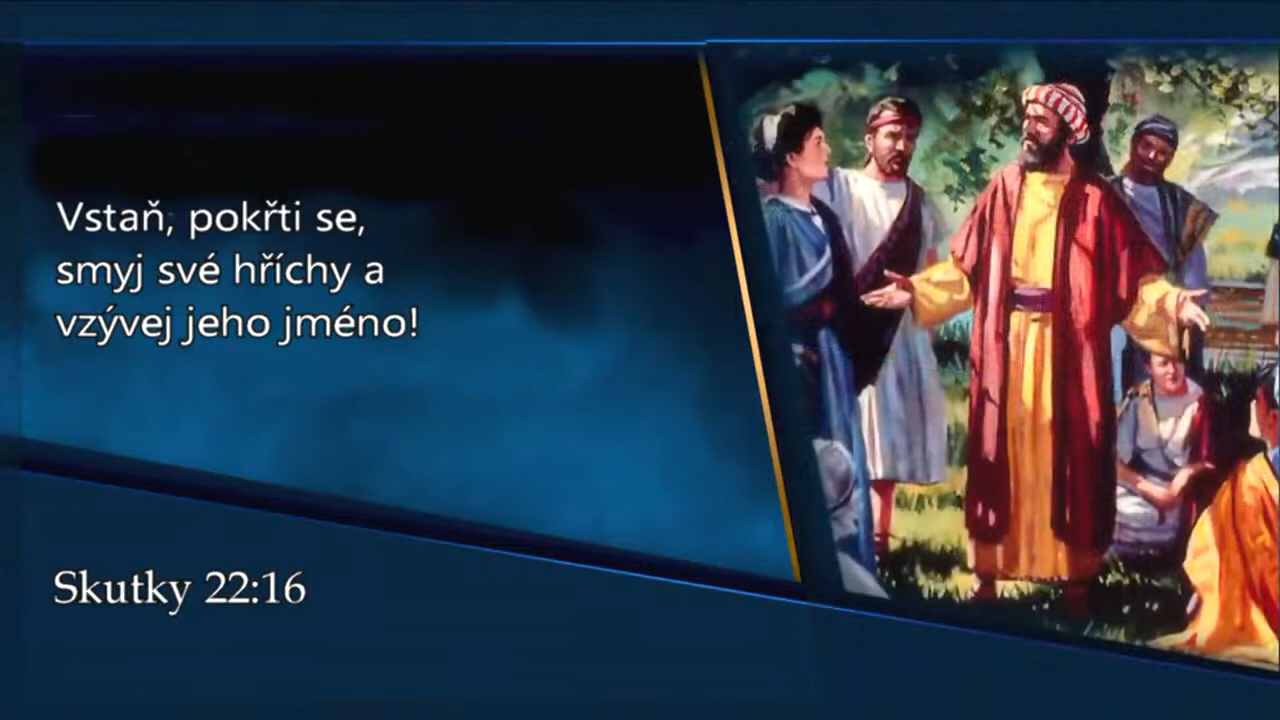 Vstaň, pokřti se,
smyj své hříchy a
vzývej jeho jméno!
Skutky 22:16